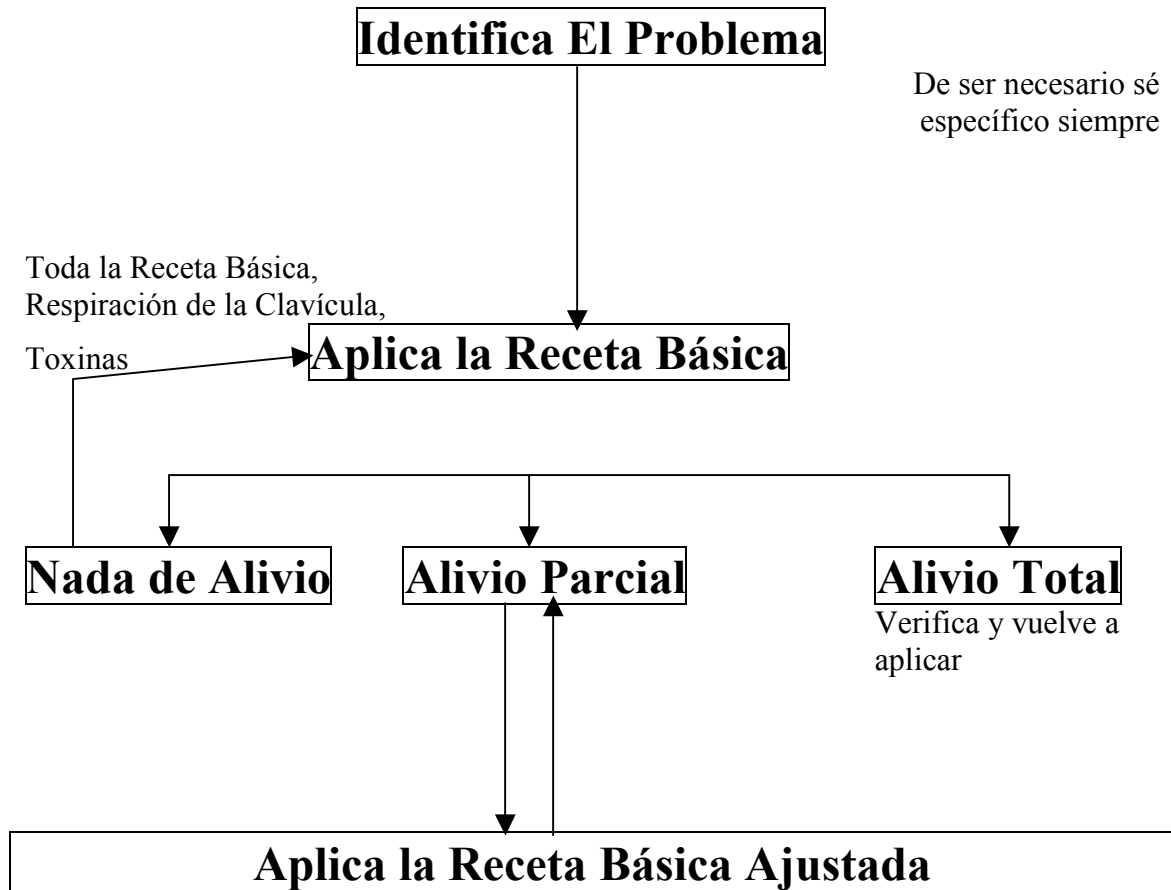 Identifica El Problema
De ser necesario sé
específico siempre
Toda la Receta Básica,
Respiración de la Clavícula,
Toxinas
Aplica la Receta Básica
Nada de Alivio
Alivio Parcial
Alivio Total
Verifica y vuelve a
aplicar
Aplica la Receta Básica Ajustada